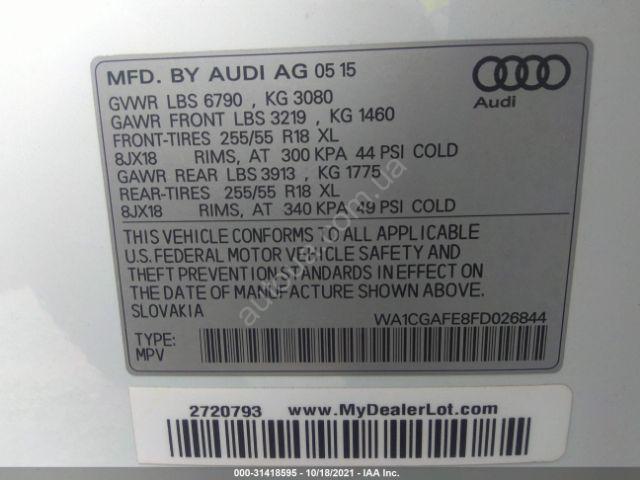 MFD. BY AUDI AG 05 15
GVWR LBS 6790 , KG 3080
GAWR FRONT LBS 3219 , KG 1460
FRONT-TIRES 255/55 R18 XL
8JX18 RIMS, AT 300 KPA 44 PSI COLD
GAWR REAR LBS 3913 , KG 1775
REAR-TIRES 255/55 R18 XL
8JX18 RIMS, AT 340 KPA 49 PSI COLD
Audi
THIS VEHICLE CONFORMS TO ALL APPLICABLE
U.S. FEDERAL MOTOR VEHICLE SAFETY AND
THEFT PREVENTION STANDARDS IN EFFECT ON
THE DATE OF MANUFACTURE SHOWN ABOVE.
SLOVAKIA
WA1CGAFE8FD026844
TYPE:
MPV
2720793 www.MyDealerLot.com
000-31418595 - 10/18/2021 - IAA Inc.